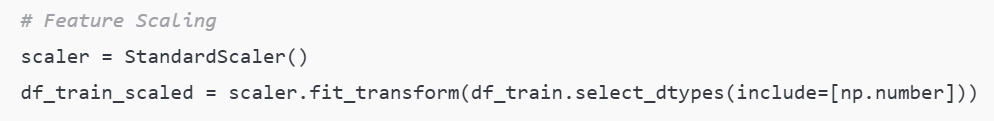 # Feature Scaling
scaler = StandardScaler()
df_train_scaled = scaler.fit_transform(df_train.select_dtypes(include=[np.number]))